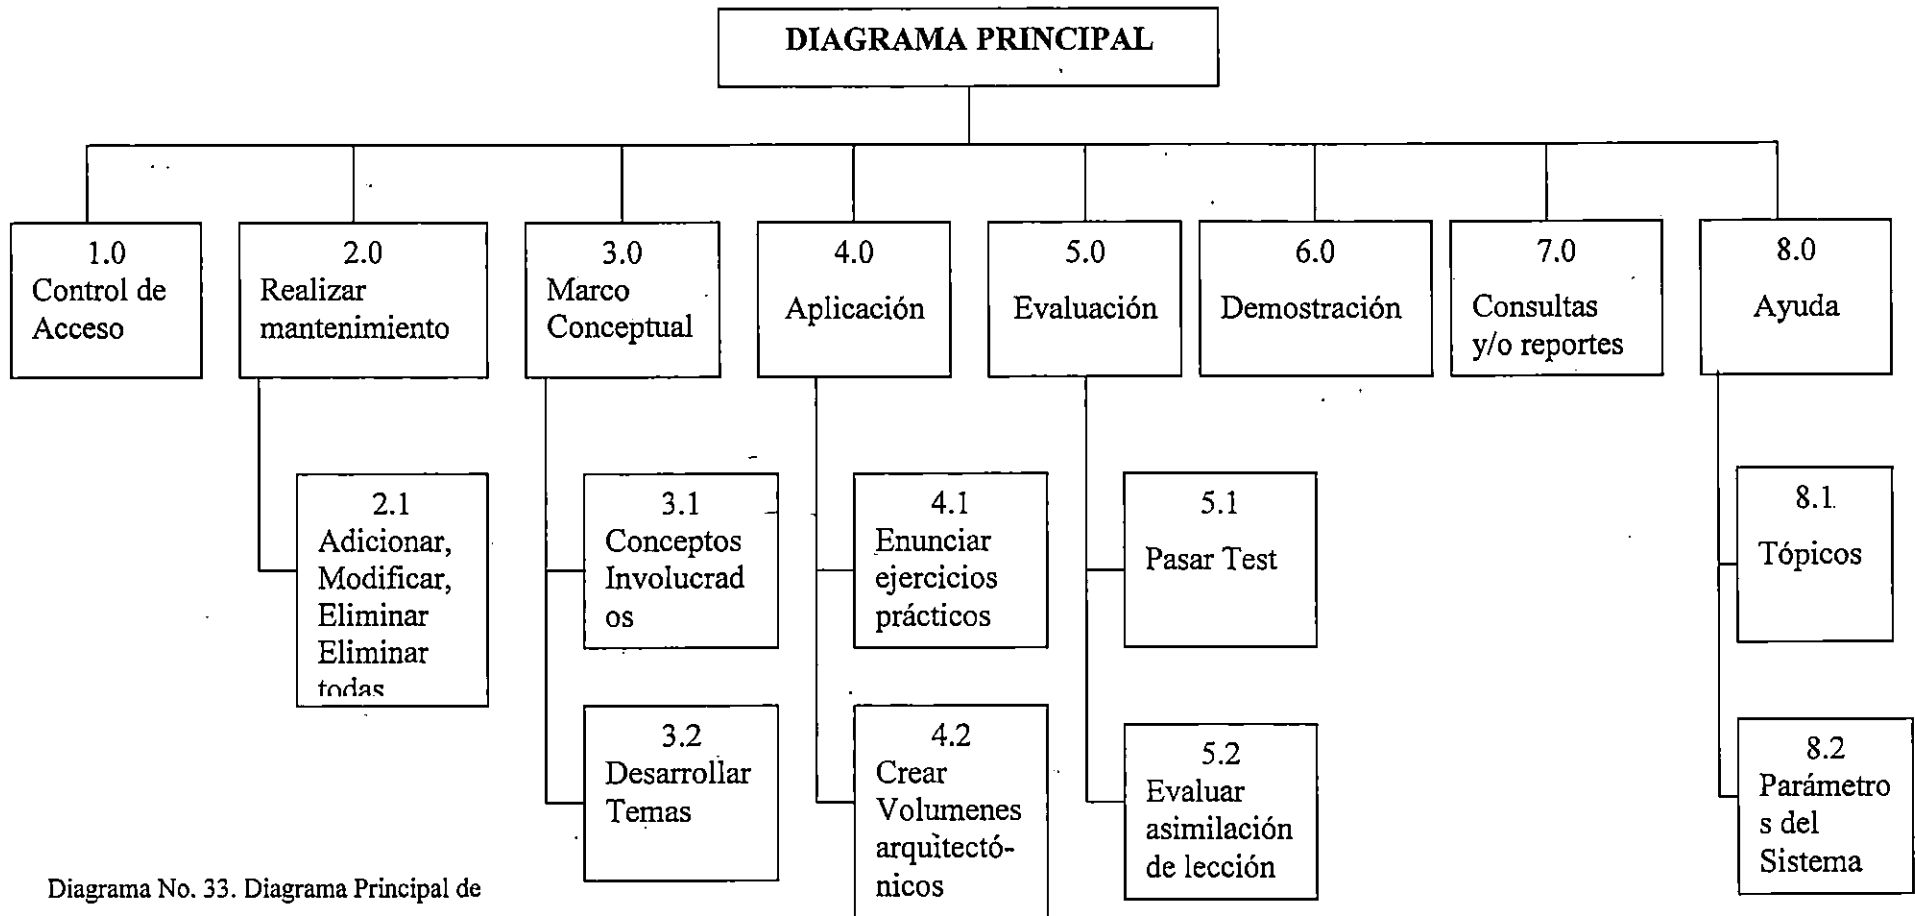 DIAGRAMA PRINCIPAL
1.0
Control de
Acceso
2.0
Realizar
mantenimiento
3.0
Marco
Conceptual
4.0
Aplicación
5.0
Evaluación
6.0
Demostración
7.0
Consultas
y/o reportes
8.0
Ayuda
2.1
Adicionar,
Modificar,
Eliminar
Eliminar
todas
3.1
Conceptos
Involucrad
os
4.1
Enunciar
ejercicios
prácticos
5.1
Pasar Test
8.1
Tópicos
3.2
Desarrollar
Temas
4.2
Crear
Volumenes
arquitectó-
nicos
5.2
Evaluar
asimilación
de lección
8.2
Parámetro
s del
Sistema
Diagrama No. 33. Diagrama Principal de